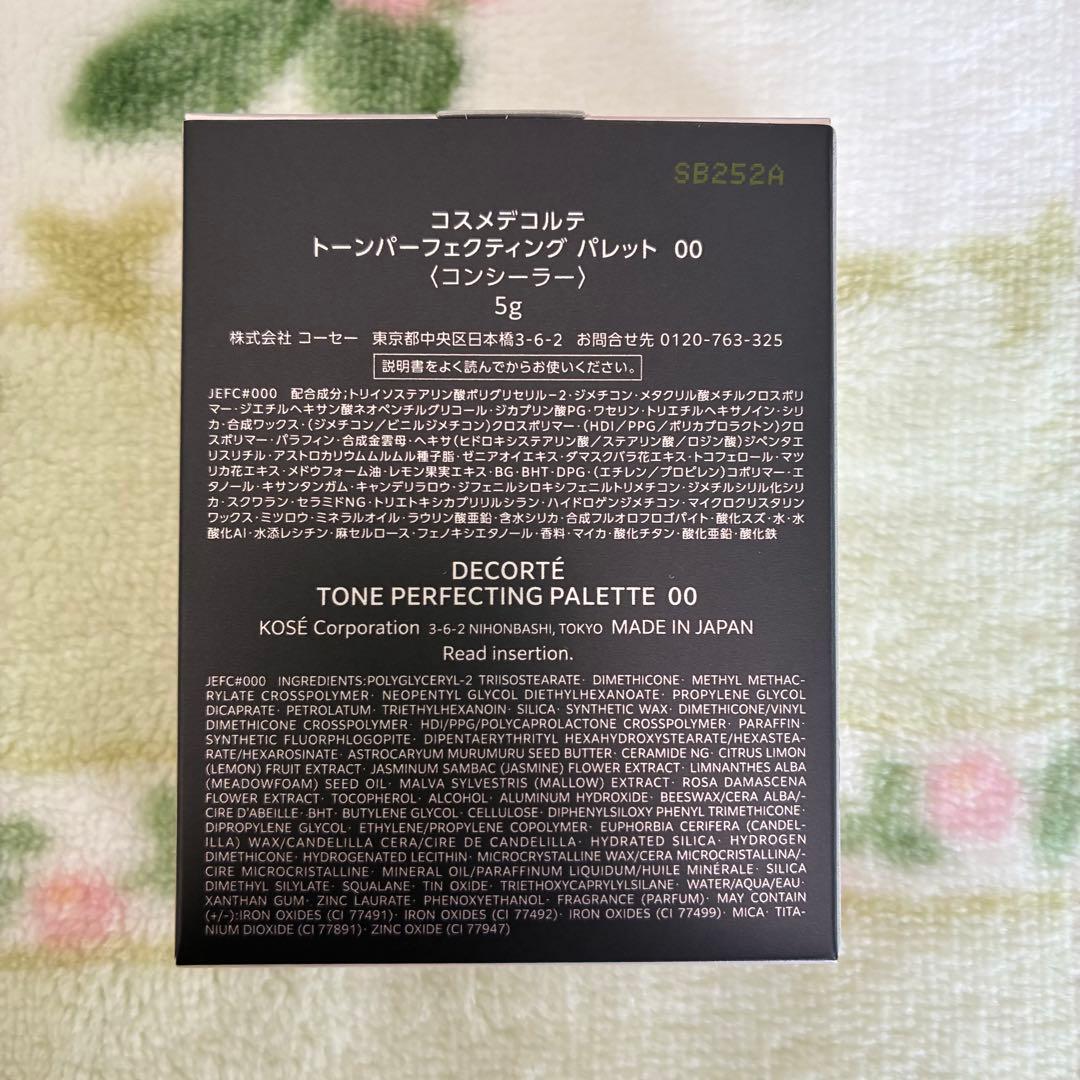 SB252A
コスメデコルテ
トーンパーフェクティング パレット 00
〈コンシーラー〉
5g
株式会社 コーセー 東京都中央区日本橋3-6-2 お問合せ先 0120-763-325
説明書をよく読んでからお使いください。
JEFC#000 配合成分;トリイソステアリン酸ポリグリセリル-2・ジメチコン・メタクリル酸メチルクロスポリ
マー・ジエチルヘキサン酸ネオペンチルグリコール・ジカプリン酸PG・ワセリン・トリエチルヘキサノイン・シリ
カ・合成ワックス・(ジメチコン/ビニルジメチコン)クロスポリマー・(HDI/PPG/ポリカプロラクトン)クロ
スポリマー・パラフィン・合成金雲母・ヘキサ(ヒドロキシステアリン酸/ステアリン酸/ロジン酸)ジペンタエ
リスリチル・アストロカリウムムルムル種子脂・ゼニアオイエキス・ダマスクバラ花エキス・トコフェロール・マツ
リカ花エキス・メドウフォーム油・レモン果実エキス・BG・BHT・DPG・(エチレン/プロピレン)コポリマー・エ
タノール・キサンタンガム・キャンデリラロウ・ジフェニルシロキシフェニルトリメチコン・ジメチルシリル化シリ
カ・スクワラン・セラミドNG・トリエトキシカプリリルシラン・ハイドロゲンジメチコン・マイクロクリスタリン
ワックス・ミツロウ・ミネラルオイル・ラウリン酸亜鉛・含水シリカ・合成フルオロフロゴパイト・酸化スズ・水・水
酸化Al・水添レシチン・麻セルロース・フェノキシエタノール・香料・マイカ・酸化チタン・酸化亜鉛・酸化鉄
DECORTÉ
TONE PERFECTING PALETTE 00
KOSÉ Corporation 3-6-2 NIHONBASHI, TOKYO MADE IN JAPAN
Read insertion.
JEFC#000 INGREDIENTS:POLYGLYCERYL-2 TRIISOSTEARATE· DIMETHICONE· METHYL METHAC-
RYLATE CROSSPOLYMER· NEOPENTYL GLYCOL DIETHYLHEXANOATE· PROPYLENE GLYCOL
DICAPRATE· PETROLATUM· TRIETHYLHEXANOIN· SILICA· SYNTHETIC WAX· DIMETHICONE/VINYL
DIMETHICONE CROSSPOLYMER· HDI/PPG/POLYCAPROLACTONE CROSSPOLYMER· PARAFFIN·
SYNTHETIC FLUORPHLOGOPITE· DIPENTAERYTHRITYL HEXAHYDROXYSTEARATE/HEXASTEA-
RATE/HEXAROSINATE· ASTROCARYUM MURUMURU SEED BUTTER· CERAMIDE NG· CITRUS LIMON
(LEMON) FRUIT EXTRACT· JASMINUM SAMBAC (JASMINE) FLOWER EXTRACT· LIMNANTHES ALBA
(MEADOWFOAM) SEED OIL· MALVA SYLVESTRIS (MALLOW) EXTRACT· ROSA DAMASCENA
FLOWER EXTRACT· TOCOPHEROL· ALCOHOL· ALUMINUM HYDROXIDE· BEESWAX/CERA ALBA/-
CIRE D'ABEILLE· BHT· BUTYLENE GLYCOL· CELLULOSE· DIPHENYLSILOXY PHENYL TRIMETHICONE·
DIPROPYLENE GLYCOL· ETHYLENE/PROPYLENE COPOLYMER· EUPHORBIA CERIFERA (CANDEL-
ILLA) WAX/CANDELILLA CERA/CIRE DE CANDELILLA· HYDRATED SILICA· HYDROGEN
DIMETHICONE· HYDROGENATED LECITHIN· MICROCRYSTALLINE WAX/CERA MICROCRISTALLINA/-
CIRE MICROCRISTALLINE· MINERAL OIL/PARAFFINUM LIQUIDUM/HUILE MINÉRALE· SILICA
DIMETHYL SILYLATE· SQUALANE· TIN OXIDE· TRIETHOXYCAPRYLYLSILANE· WATER/AQUA/EAU·
XANTHAN GUM· ZINC LAURATE· PHENOXYETHANOL· FRAGRANCE (PARFUM)· MAY CONTAIN
(+/-):IRON OXIDES (CI 77491)· IRON OXIDES (CI 77492)· IRON OXIDES (CI 77499)· MICA· TITA-
NIUM DIOXIDE (CI 77891)· ZINC OXIDE (CI 77947)